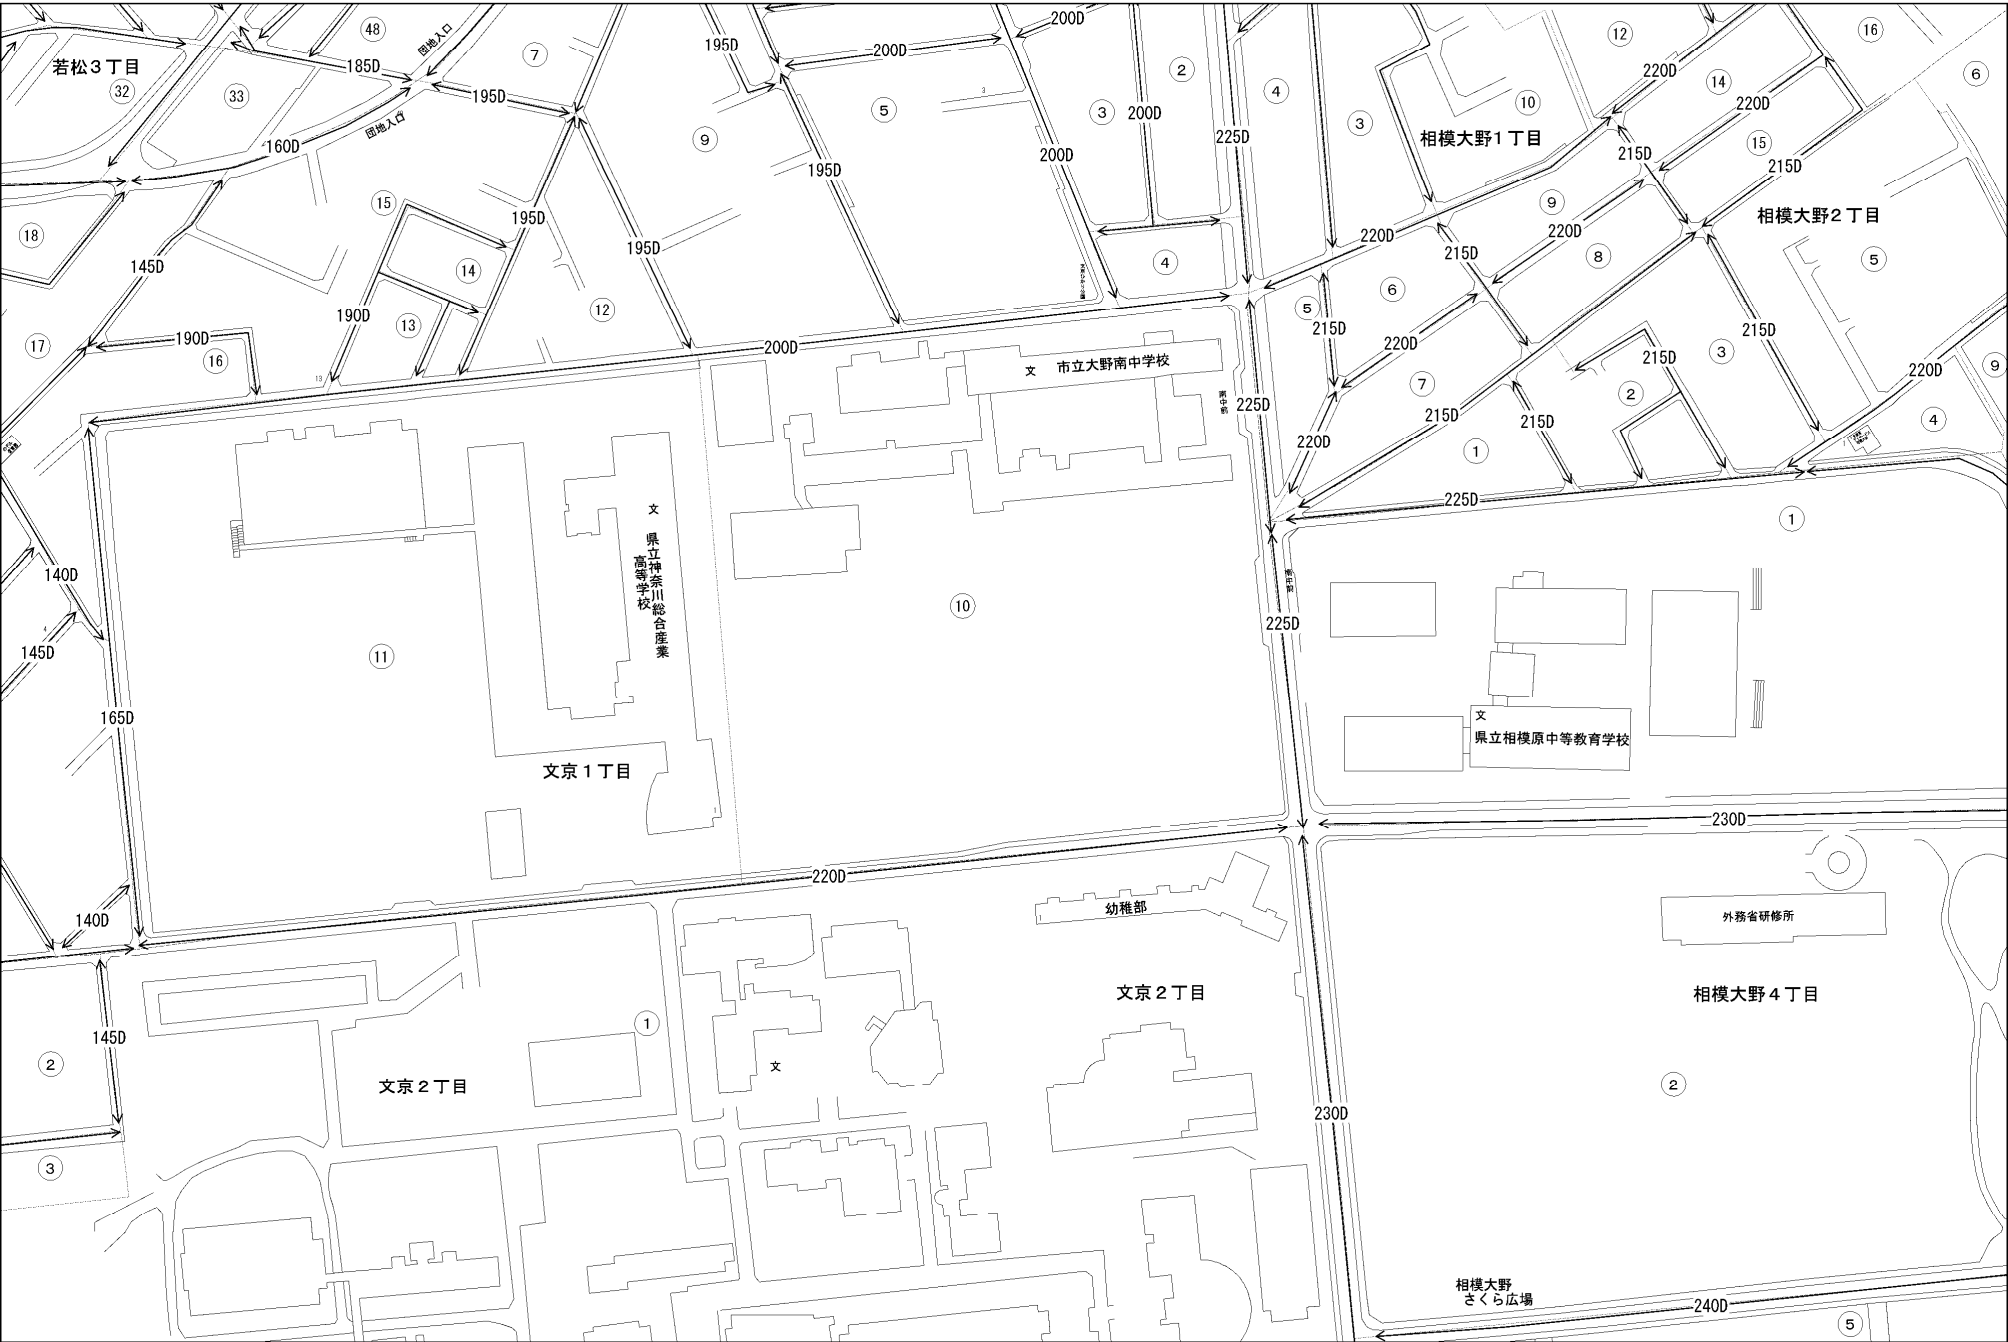 48
団地入口
7
195D
200D
200D
12
16
若松３丁目
185D
2
220D
6
32
33
195D
5
3
4
14
10
220D
団地入口
9
3
200D
3
相模大野１丁目
225D
160D
200D
215D
15
195D
215D
15
9
相模大野２丁目
18
195D
195D
220D
220D
215D
8
5
145D
14
4
6
190D
13
12
5
215D
215D
17
190D
16
200D
220D
215D
3
市立大野南中学校
文
220D
9
13
7
2
南中前
225D
215D
215D
4
220D
1
文
225D
県立神奈川総合産業
高等学校
1
140D
南中前
10
225D
4
145D
11
165D
文
県立相模原中等教育学校
文京１丁目
230D
220D
幼稚部
外務省研修所
140D
文京２丁目
相模大野４丁目
145D
1
2
文
文京２丁目
2
230D
3
相模大野
さくら広場
240D
5